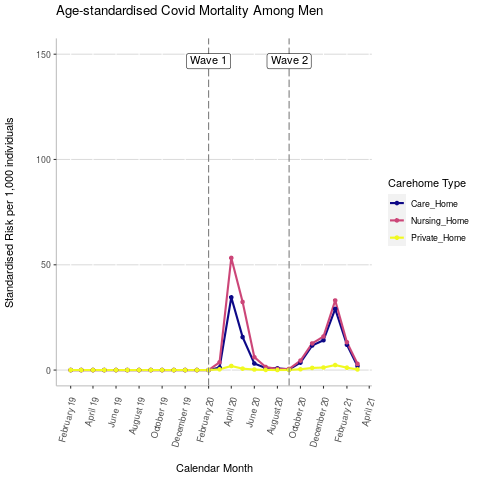 Age-standardised Covid Mortality Among Men
Standardised Risk per 1,000 individuals
150
100
50
0
Wave 1
Wave 2
February 19
April 19
June 19
August 19
October 19
December 19
February 20
April 20
June 20
August 20
October 20
December 20
February 21
April 21
Calendar Month
Carehome Type
Care_Home
Nursing_Home
Private_Home